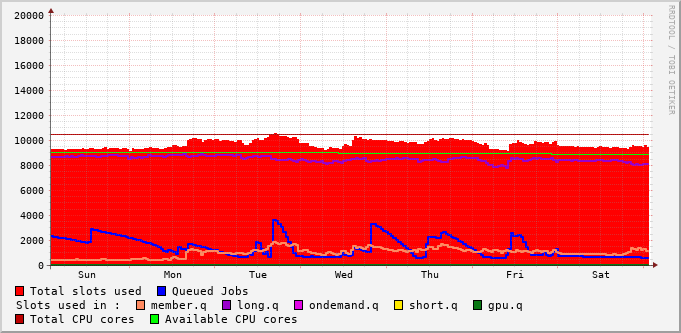 20000
18000
16000
14000
12000
10000
8000
6000
4000
2000
0
Sun Mon Tue Wed Thu Fri Sat
Total slots used Queued Jobs
Slots used in : member.q long.q ondemand.q short.q gpu.q
Total CPU cores Available CPU cores
RRDTOOL / TOBI OETIKER